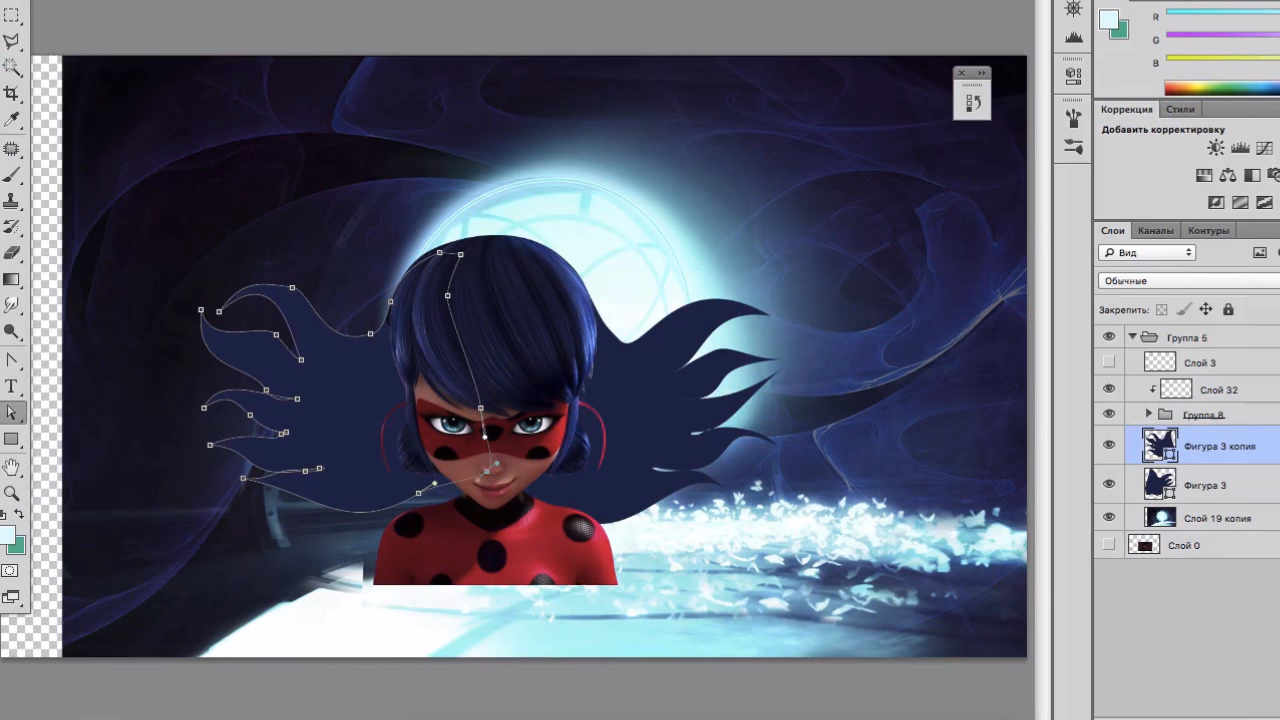 R
G
B
Коррекция Стили
Добавить корректировку
Слои Каналы Контуры
Вид
Обычные
Закрепить:
Группа 5
Слой 3
Слой 32
Группа 8
Фигура 3 копия
Фигура 3
Слой 19 копия
Слой 0